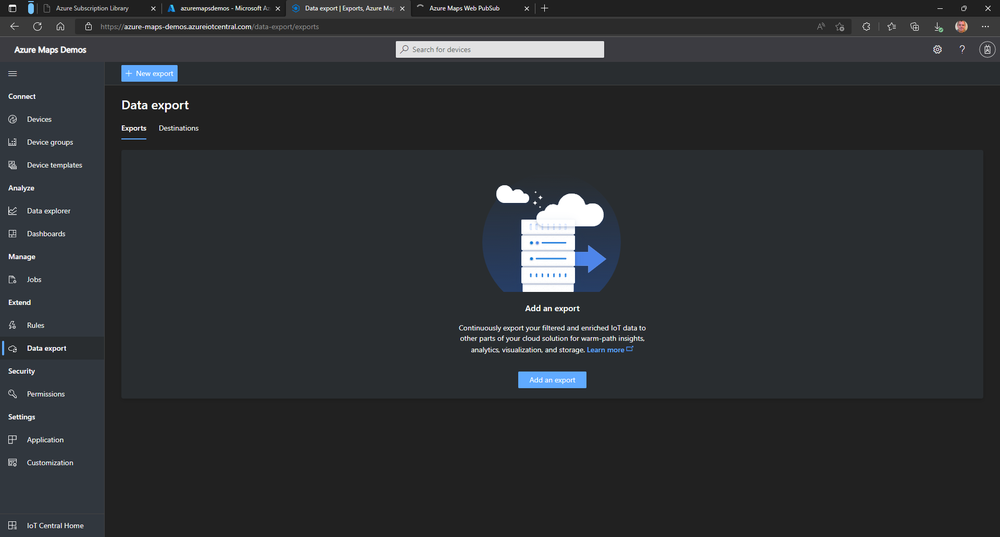 Azure Subscription Library
azuremapsdemos - Microsoft Az
Data export | Exports, Azure Map
Azure Maps Web PubSub
https://azure-maps-demos.azureiotcentral.com/data-export/exports
Azure Maps Demos
Search for devices
New export
Connect
Devices
Device groups
Device templates
Analyze
Data explorer
Dashboards
Manage
Jobs
Extend
Rules
Data export
Security
Permissions
Settings
Application
Customization
IoT Central Home
Data export
Exports
Destinations
Add an export
Continuously export your filtered and enriched IoT data to
other parts of your cloud solution for warm-path insights,
analytics, visualization, and storage. Learn more
Add an export